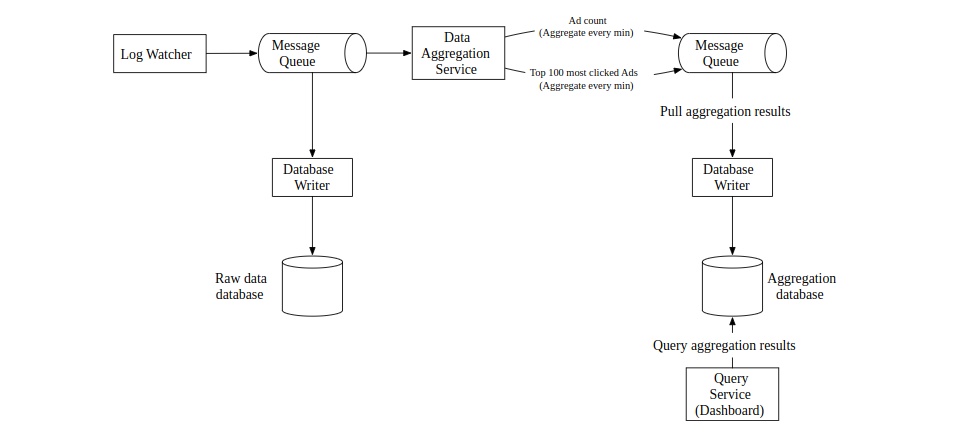 Log Watcher
Message
Queue
Data
Aggregation
Service
Ad count
(Aggregate every min)
Top 100 most clicked Ads
(Aggregate every min)
Message
Queue
Pull aggregation results
Database
Writer
Database
Writer
Raw data
database
Aggregation
database
Query aggregation results
Query
Service
(Dashboard)